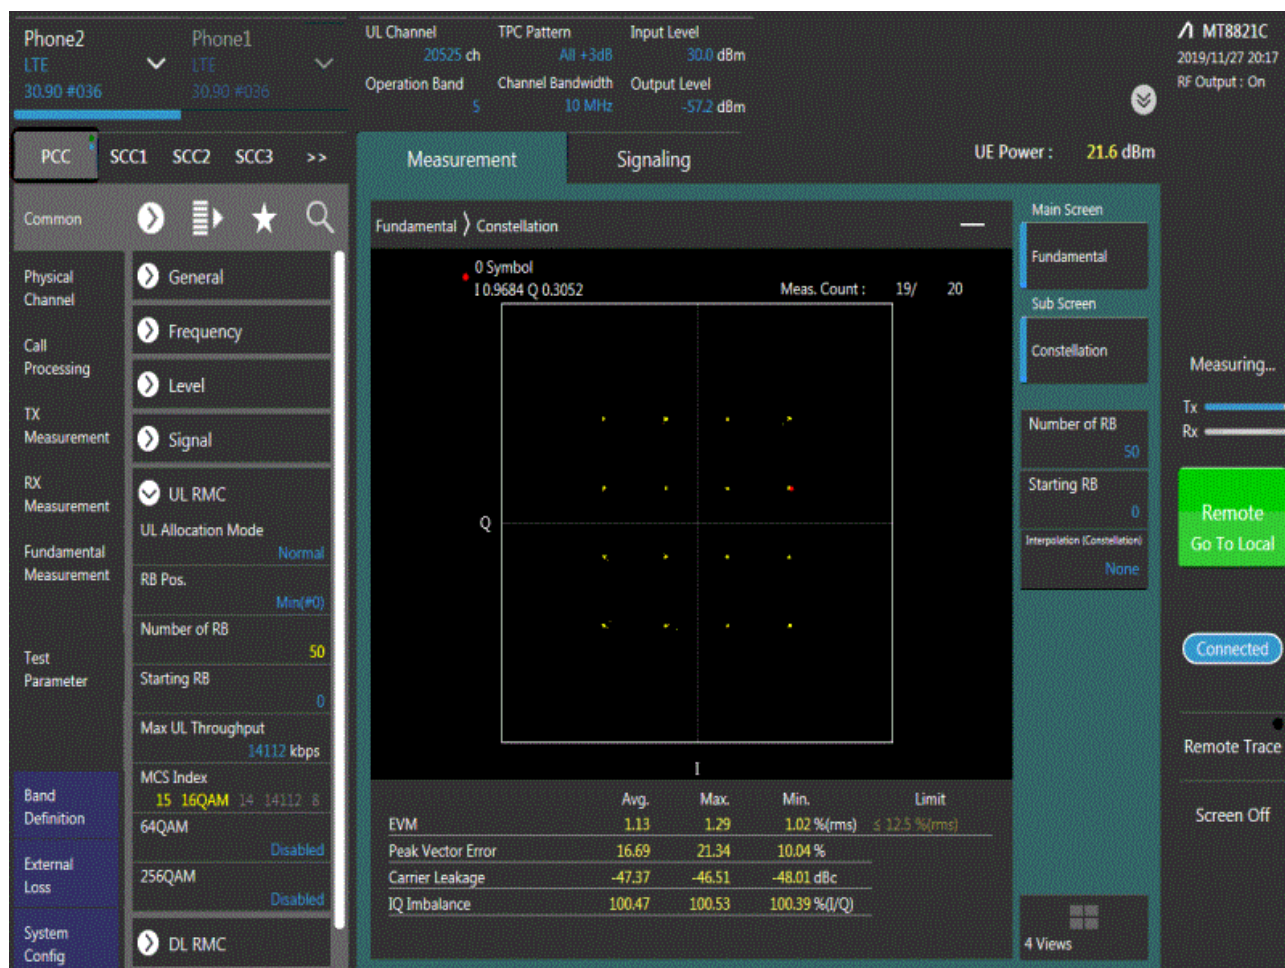 Phone2
LTE
30.90 #036
Phone1
LTE
30.90 #036
UL Channel
20525 ch
TPC Pattern
All +3dB
Input Level
30.0 dBm
Operation Band
5
Channel Bandwidth
10 MHz
Output Level
-57.2 dBm
MT8821C
2019/11/27 20:17
RF Output : On
PCC SCC1 SCC2 SCC3 >>
Measurement
Signaling
UE Power : 21.6 dBm
Common
Physical
Channel
Call
Processing
TX
Measurement
RX
Measurement
Fundamental
Measurement
Test
Parameter
Band
Definition
External
Loss
System
Config
General
Frequency
Level
Signal
UL RMC
UL Allocation Mode
Normal
RB Pos.
Min(#0)
Number of RB
50
Starting RB
0
Max UL Throughput
14112 kbps
MCS Index
15 16QAM 14 14112 8
64QAM
Disabled
256QAM
Disabled
DL RMC
Fundamental 〉 Constellation
0 Symbol
I 0.9684 Q 0.3052
Meas. Count : 19/ 20
Q
I
Avg. Max. Min. Limit
EVM 1.13 1.29 1.02 %(rms) ≤ 12.5 %(rms)
Peak Vector Error 16.69 21.34 10.04 %
Carrier Leakage -47.37 -46.51 -48.01 dBc
IQ Imbalance 100.47 100.53 100.39 %(I/Q)
Main Screen
Fundamental
Sub Screen
Constellation
Number of RB
50
Starting RB
0
Interpolation (Constellation)
None
4 Views
Measuring...
Tx
Rx
Remote
Go To Local
Connected
Remote Trace
Screen Off